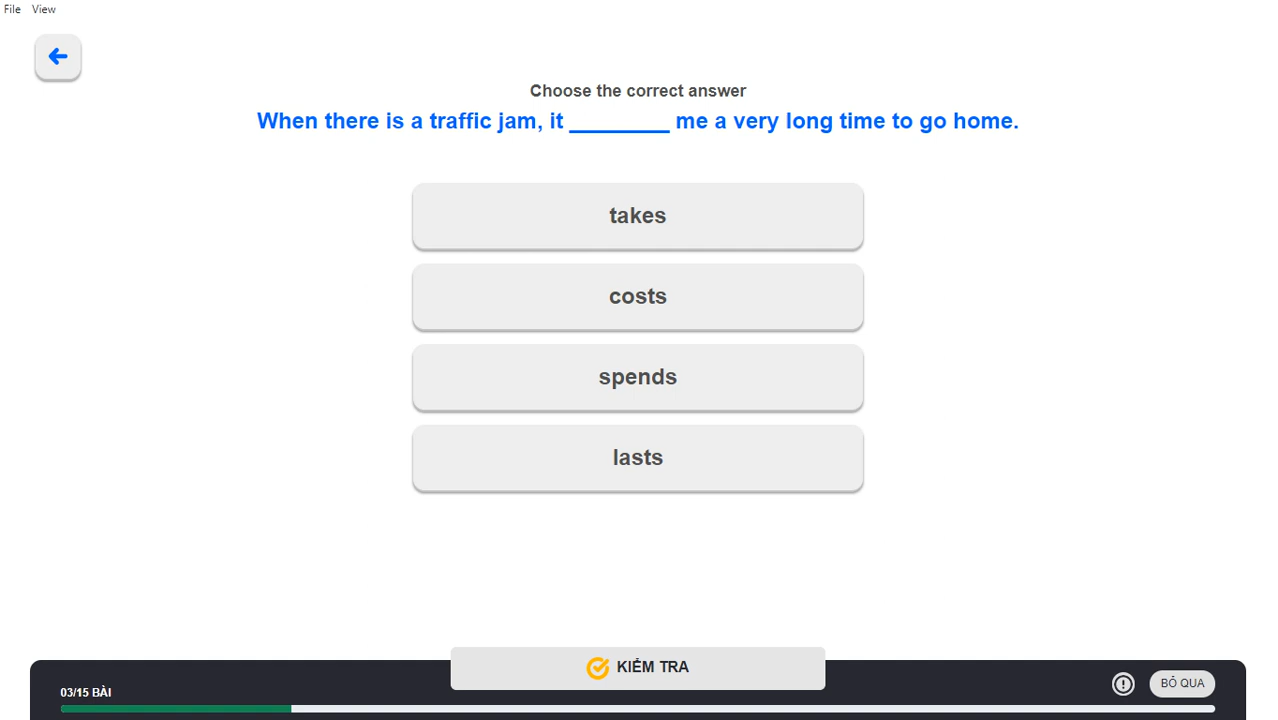 File View
Choose the correct answer
When there is a traffic jam, it ________ me a very long time to go home.
takes
costs
spends
lasts
KIỂM TRA
03/15 BÀI
BỎ QUA